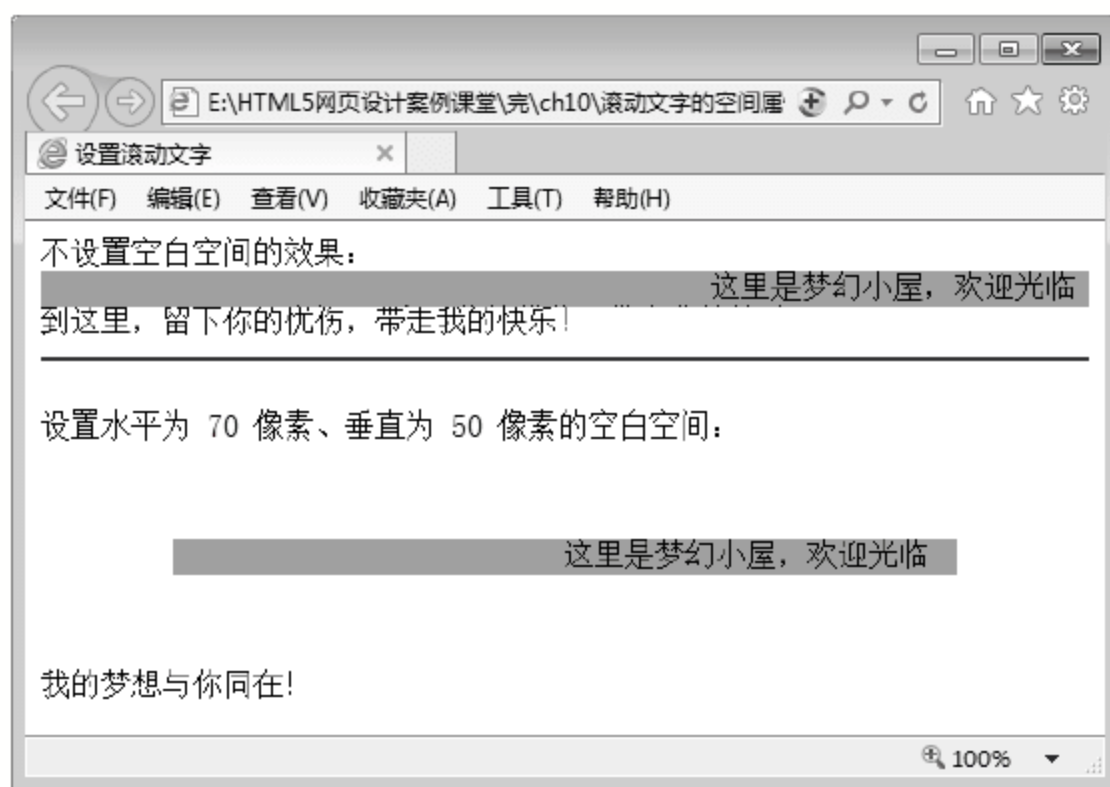 E:\HTML5网页设计案例课堂\完\ch10\滚动文字的空间属
设置滚动文字
文件(F) 编辑(E) 查看(V) 收藏夹(A) 工具(T) 帮助(H)
不设置空白空间的效果：
这里是梦幻小屋，欢迎光临
到这里，留下你的忧伤，带走我的快乐！
设置水平为 70 像素、垂直为 50 像素的空白空间：
这里是梦幻小屋，欢迎光临
我的梦想与你同在！
100%